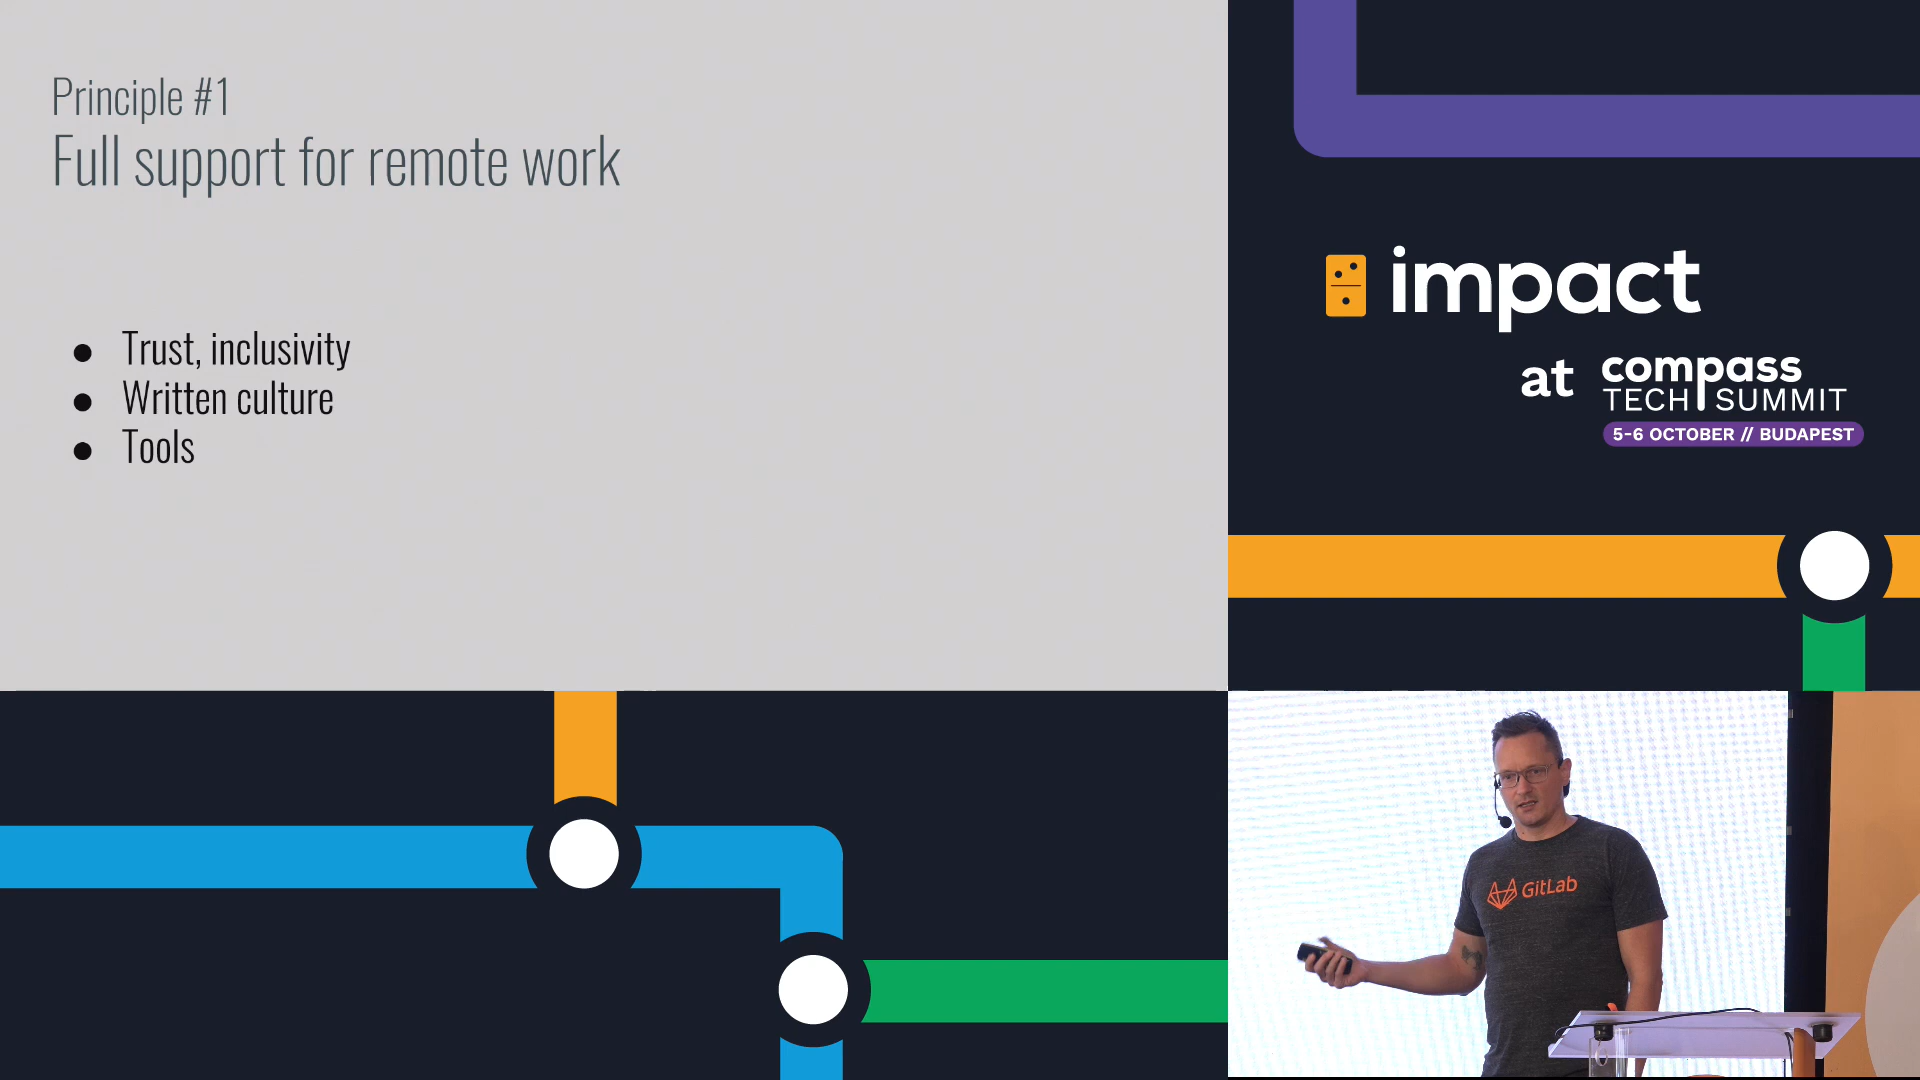 Principle #1
Full support for remote work
● Trust, inclusivity
● Written culture
● Tools
impact
at compass
TECH SUMMIT
5-6 OCTOBER // BUDAPEST
GitLab